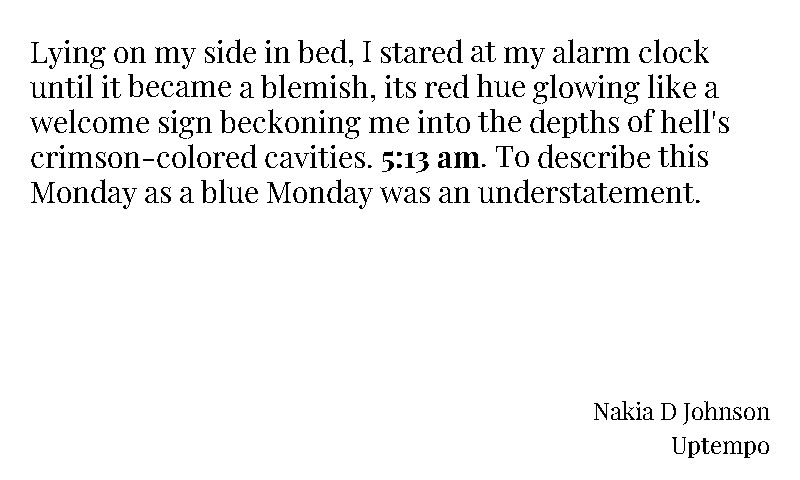 Lying on my side in bed, I stared at my alarm clock
until it became a blemish, its red hue glowing like a
welcome sign beckoning me into the depths of hell's
crimson-colored cavities. 5:13 am. To describe this
Monday as a blue Monday was an understatement.
Nakia D Johnson
Uptempo